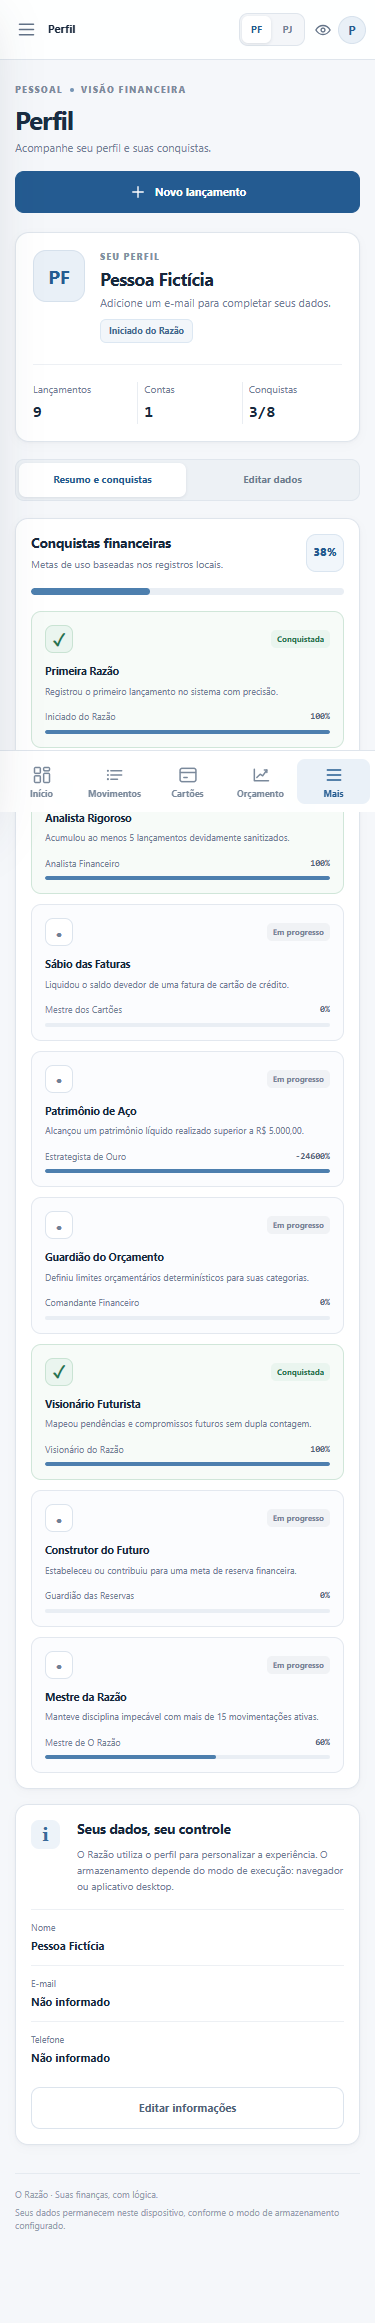 Perfil
PF
PJ
P
PESSOAL • VISÃO FINANCEIRA
Perfil
Acompanhe seu perfil e suas conquistas.
Novo lançamento
PF
SEU PERFIL
Pessoa Fictícia
Adicione um e-mail para completar seus dados.
Iniciado do Razão
Lançamentos
9
Contas
1
Conquistas
3/8
Resumo e conquistas
Editar dados
Conquistas financeiras
Metas de uso baseadas nos registros locais.
38%
Conquistada
Primeira Razão
Registrou o primeiro lançamento no sistema com precisão.
Iniciado do Razão
100%
Início
Movimentos
Cartões
Orçamento
Mais
Analista Rigoroso
Acumulou ao menos 5 lançamentos devidamente sanitizados.
Analista Financeiro
100%
Em progresso
Sábio das Faturas
Liquidou o saldo devedor de uma fatura de cartão de crédito.
Mestre dos Cartões
0%
Em progresso
Patrimônio de Aço
Alcançou um patrimônio líquido realizado superior a R$ 5.000,00.
Estrategista de Ouro
-24600%
Em progresso
Guardião do Orçamento
Definiu limites orçamentários determinísticos para suas categorias.
Comandante Financeiro
0%
Conquistada
Visionário Futurista
Mapeou pendências e compromissos futuros sem dupla contagem.
Visionário do Razão
100%
Em progresso
Construtor do Futuro
Estabeleceu ou contribuiu para uma meta de reserva financeira.
Guardião das Reservas
0%
Em progresso
Mestre da Razão
Manteve disciplina impecável com mais de 15 movimentações ativas.
Mestre de O Razão
60%
i
Seus dados, seu controle
O Razão utiliza o perfil para personalizar a experiência. O
armazenamento depende do modo de execução: navegador
ou aplicativo desktop.
Nome
Pessoa Fictícia
E-mail
Não informado
Telefone
Não informado
Editar informações
O Razão · Suas finanças, com lógica.
Seus dados permanecem neste dispositivo, conforme o modo de armazenamento
configurado.